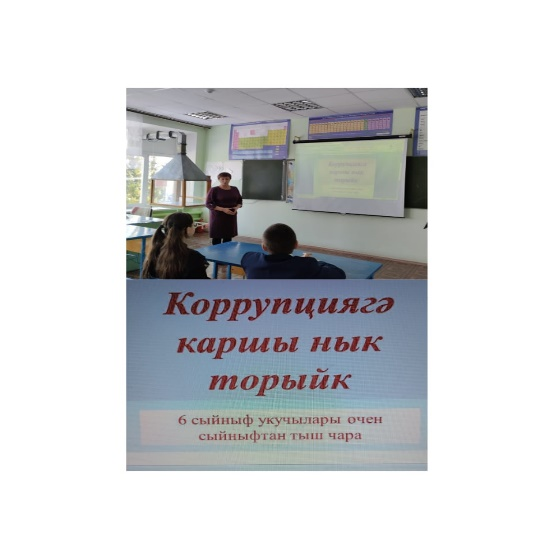 Коррупциягә
каршы нык
торыйк
6 сыйныф укучылары өчен
сыйныфтан тыш чара